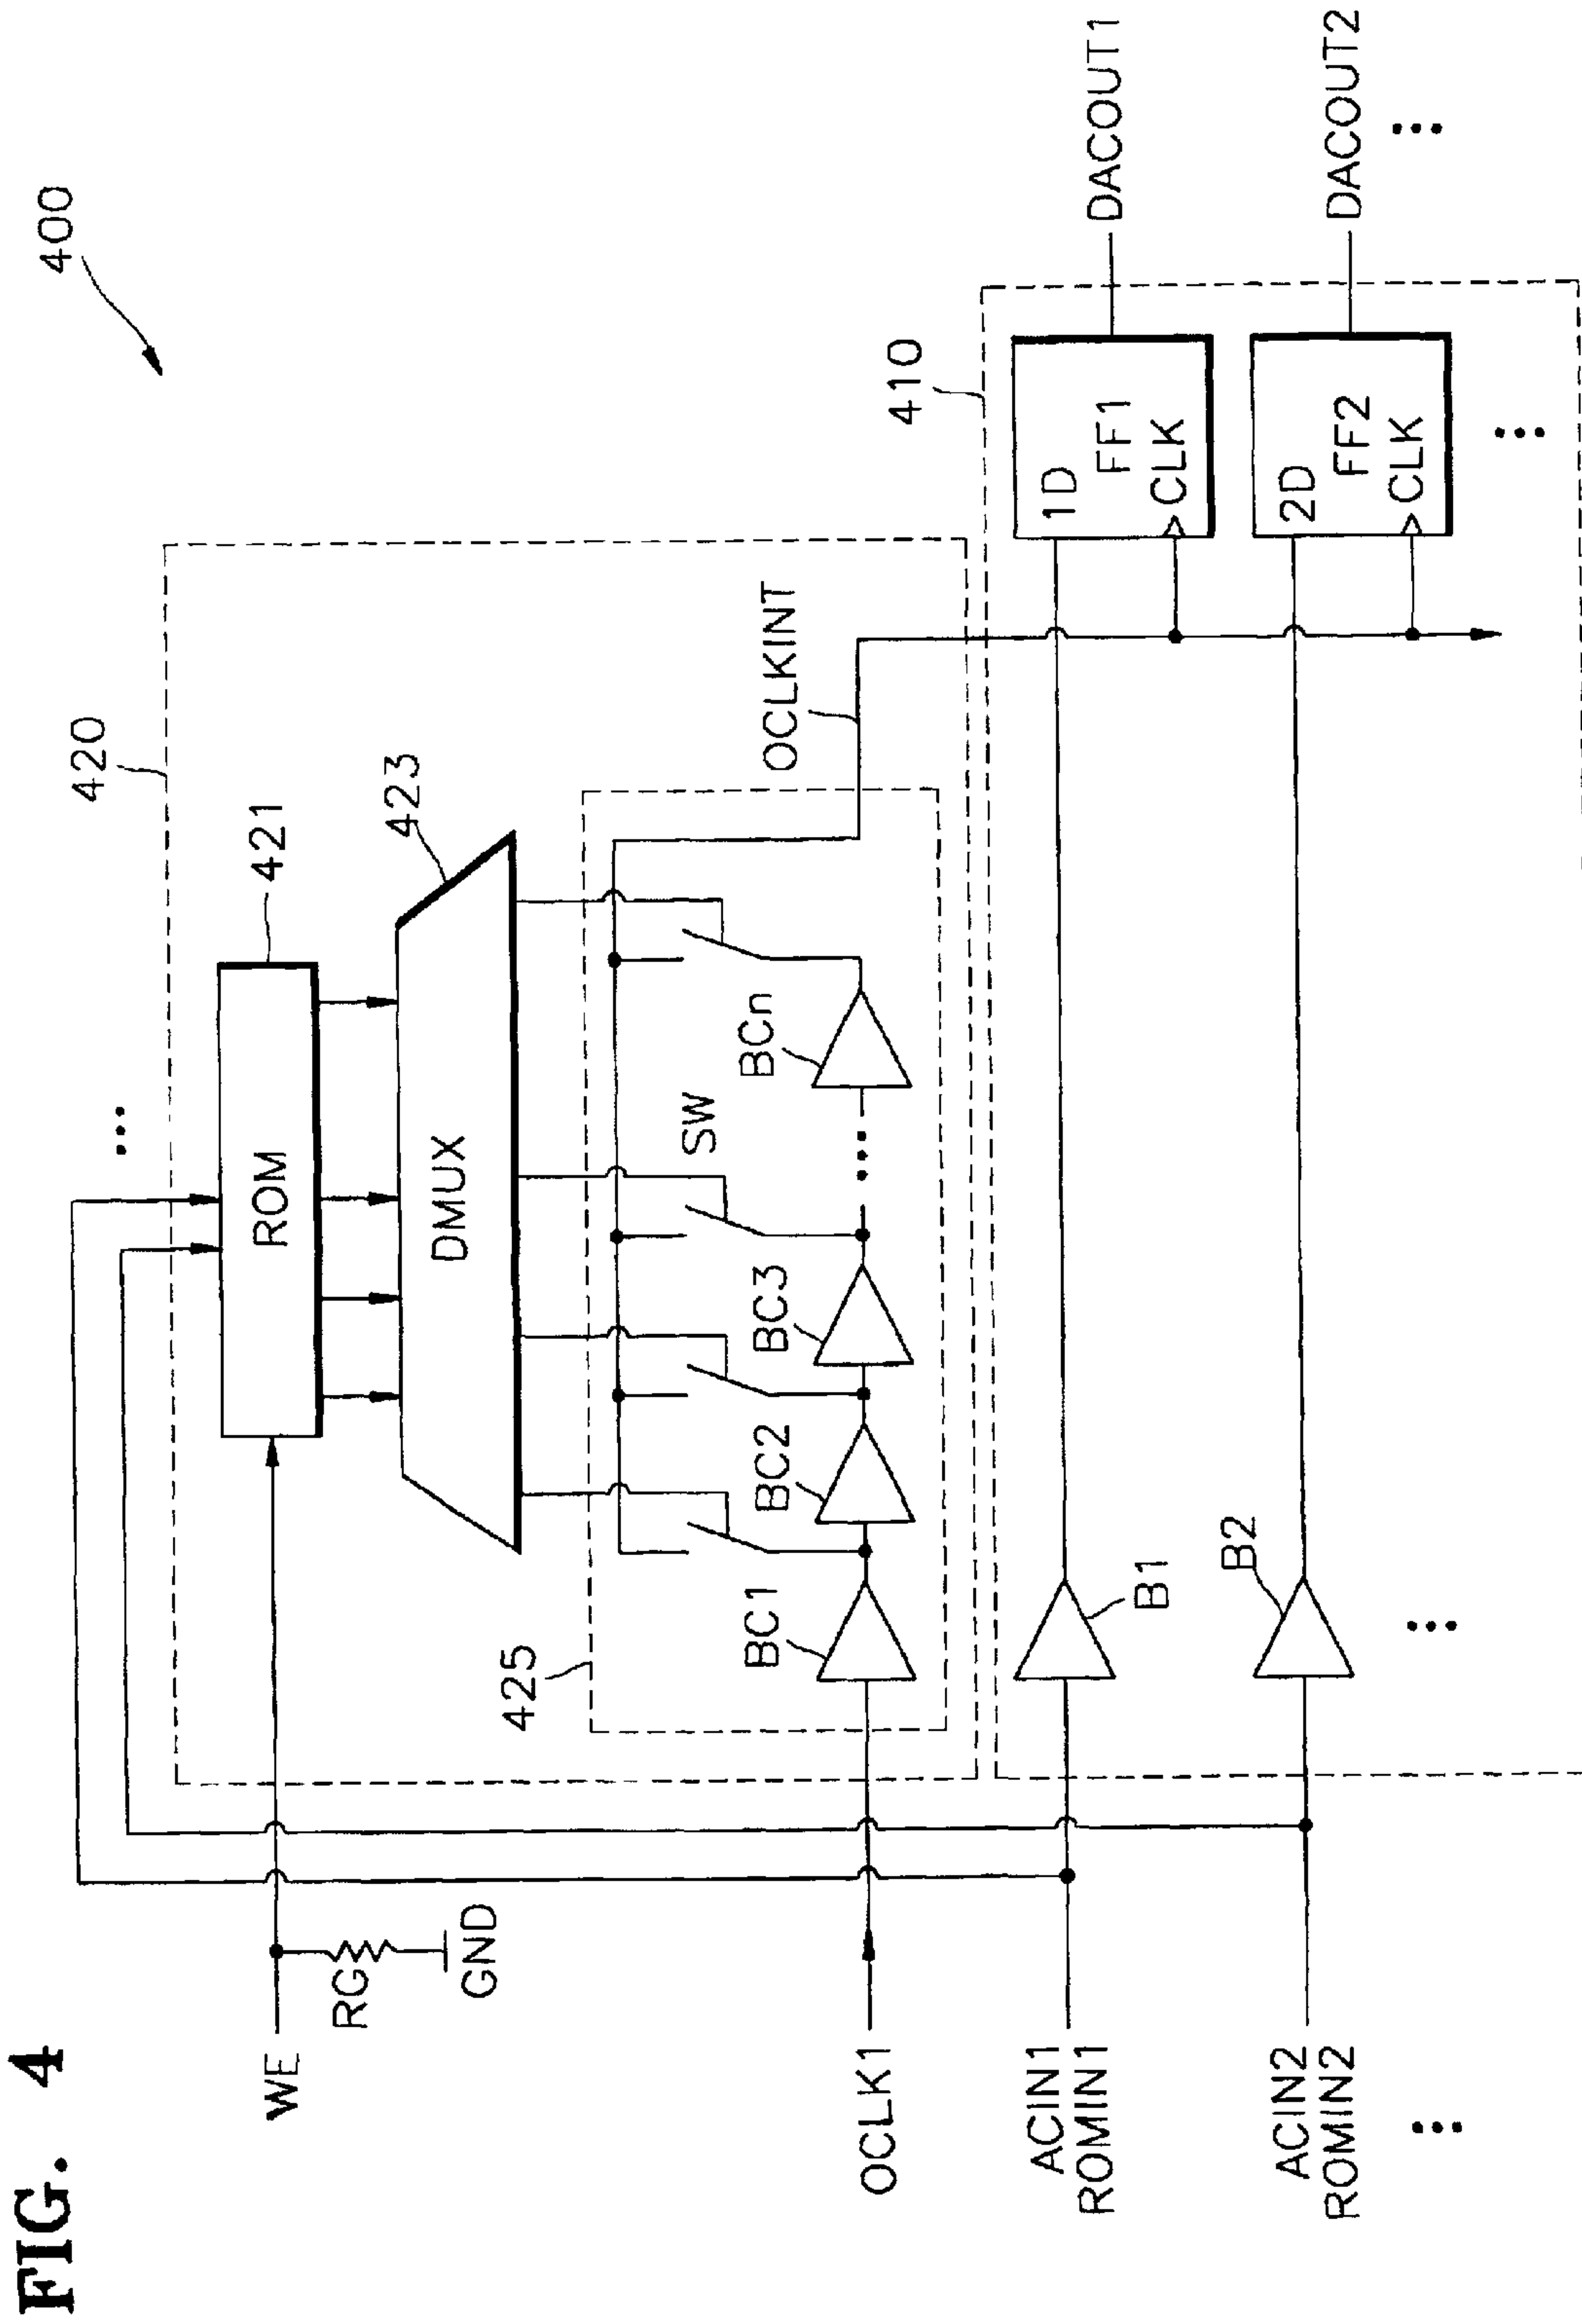 FIG. 4
400
420
421
ROM
423
DMUX
WE
RG
GND
425
SW
BC1
BC2
BC3
BCn
OCLKINT
OCLK1
410
ACIN1
ROMIN1
B1
1D
FF1
CLK
DACOUT1
ACIN2
ROMIN2
B2
2D
FF2
CLK
DACOUT2